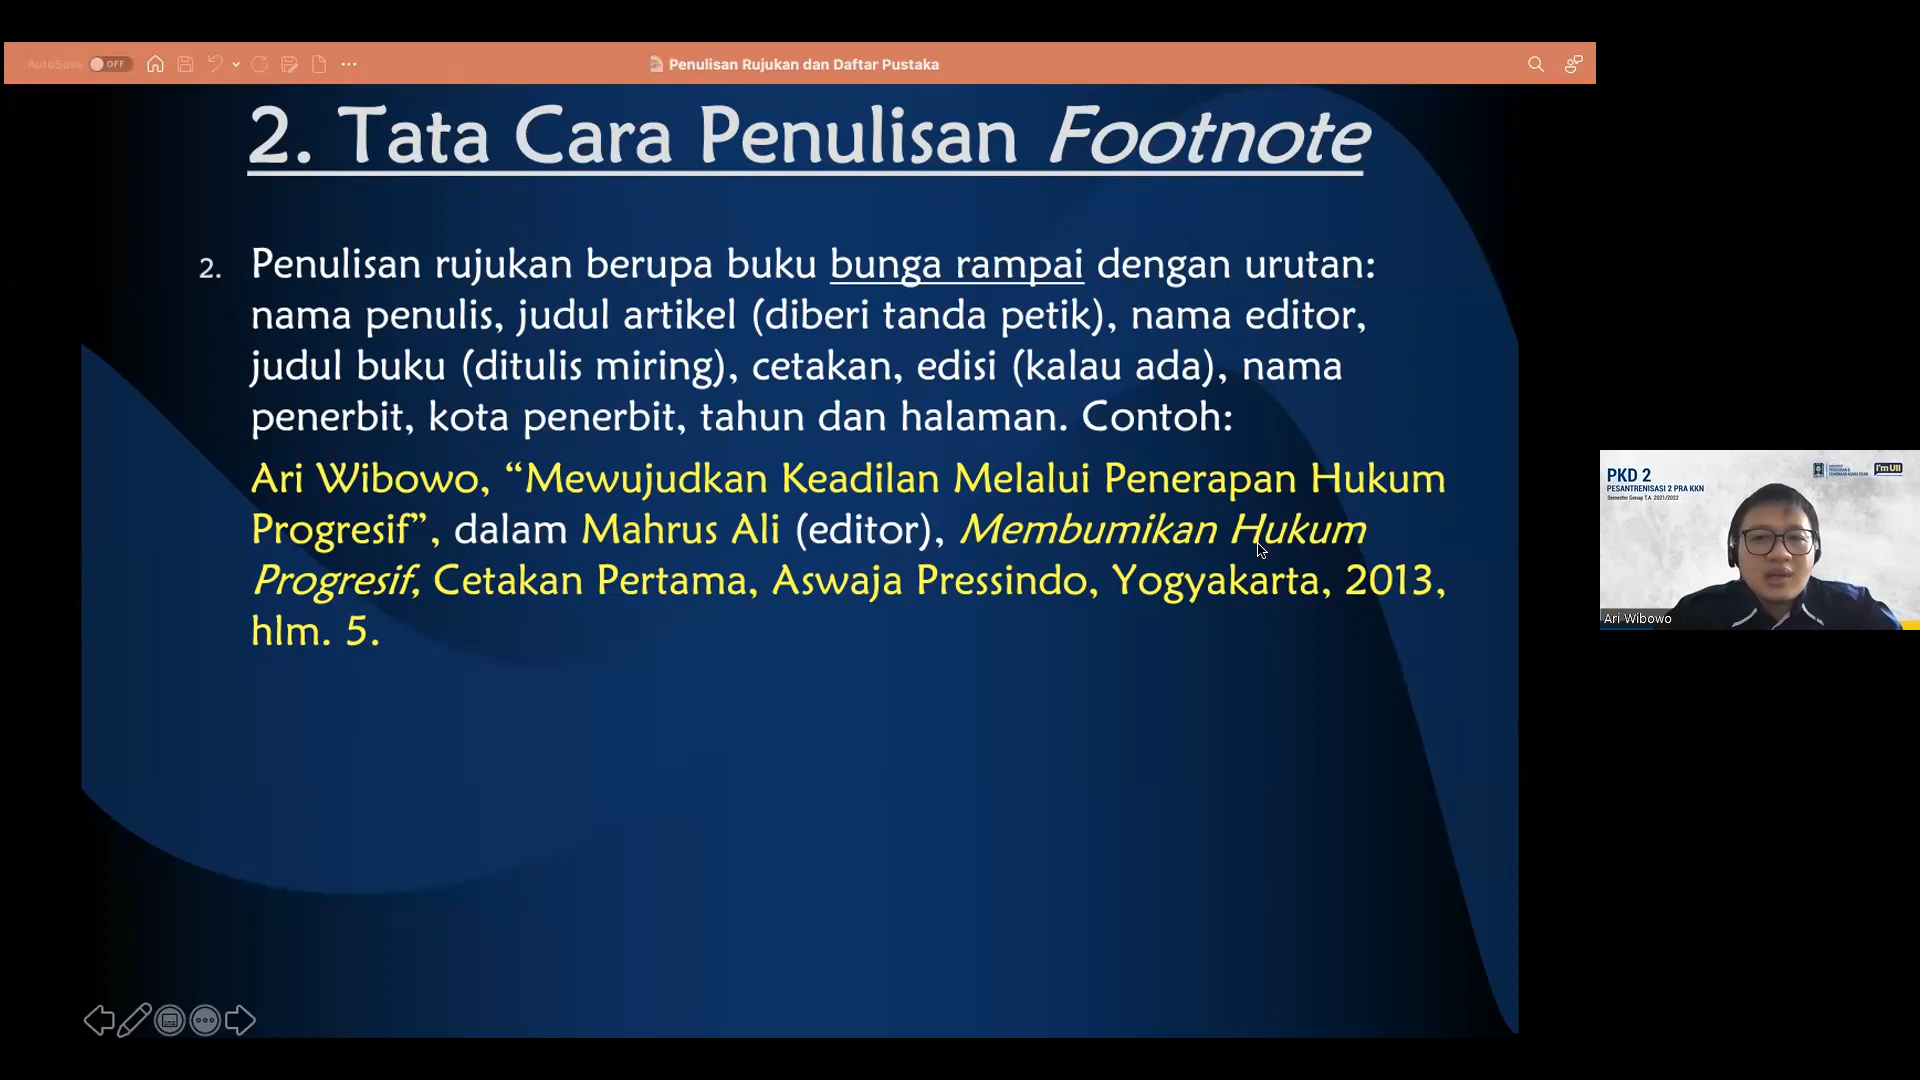 AutoSave OFF
Penulisan Rujukan dan Daftar Pustaka
2. Tata Cara Penulisan Footnote
2. Penulisan rujukan berupa buku bunga rampai dengan urutan:
nama penulis, judul artikel (diberi tanda petik), nama editor,
judul buku (ditulis miring), cetakan, edisi (kalau ada), nama
penerbit, kota penerbit, tahun dan halaman. Contoh:
Ari Wibowo, “Mewujudkan Keadilan Melalui Penerapan Hukum
Progresif”, dalam Mahrus Ali (editor), Membumikan Hukum
Progresif, Cetakan Pertama, Aswaja Pressindo, Yogyakarta, 2013,
hlm. 5.
PKD 2
PESANTRENISASI 2 PRA KKN
Semester Genap T.A. 2021/2022
I'm UII
Ari Wibowo